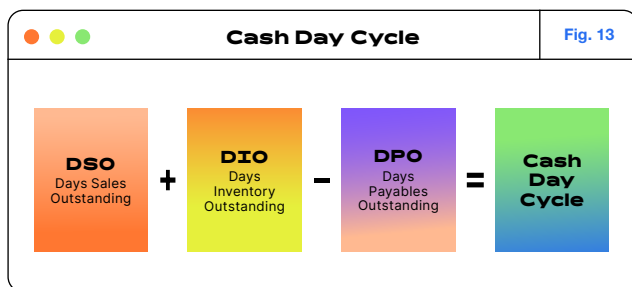 Cash Day Cycle
Fig. 13
DSO
Days Sales
Outstanding
+
DIO
Days
Inventory
Outstanding
–
DPO
Days
Payables
Outstanding
=
Cash
Day
Cycle